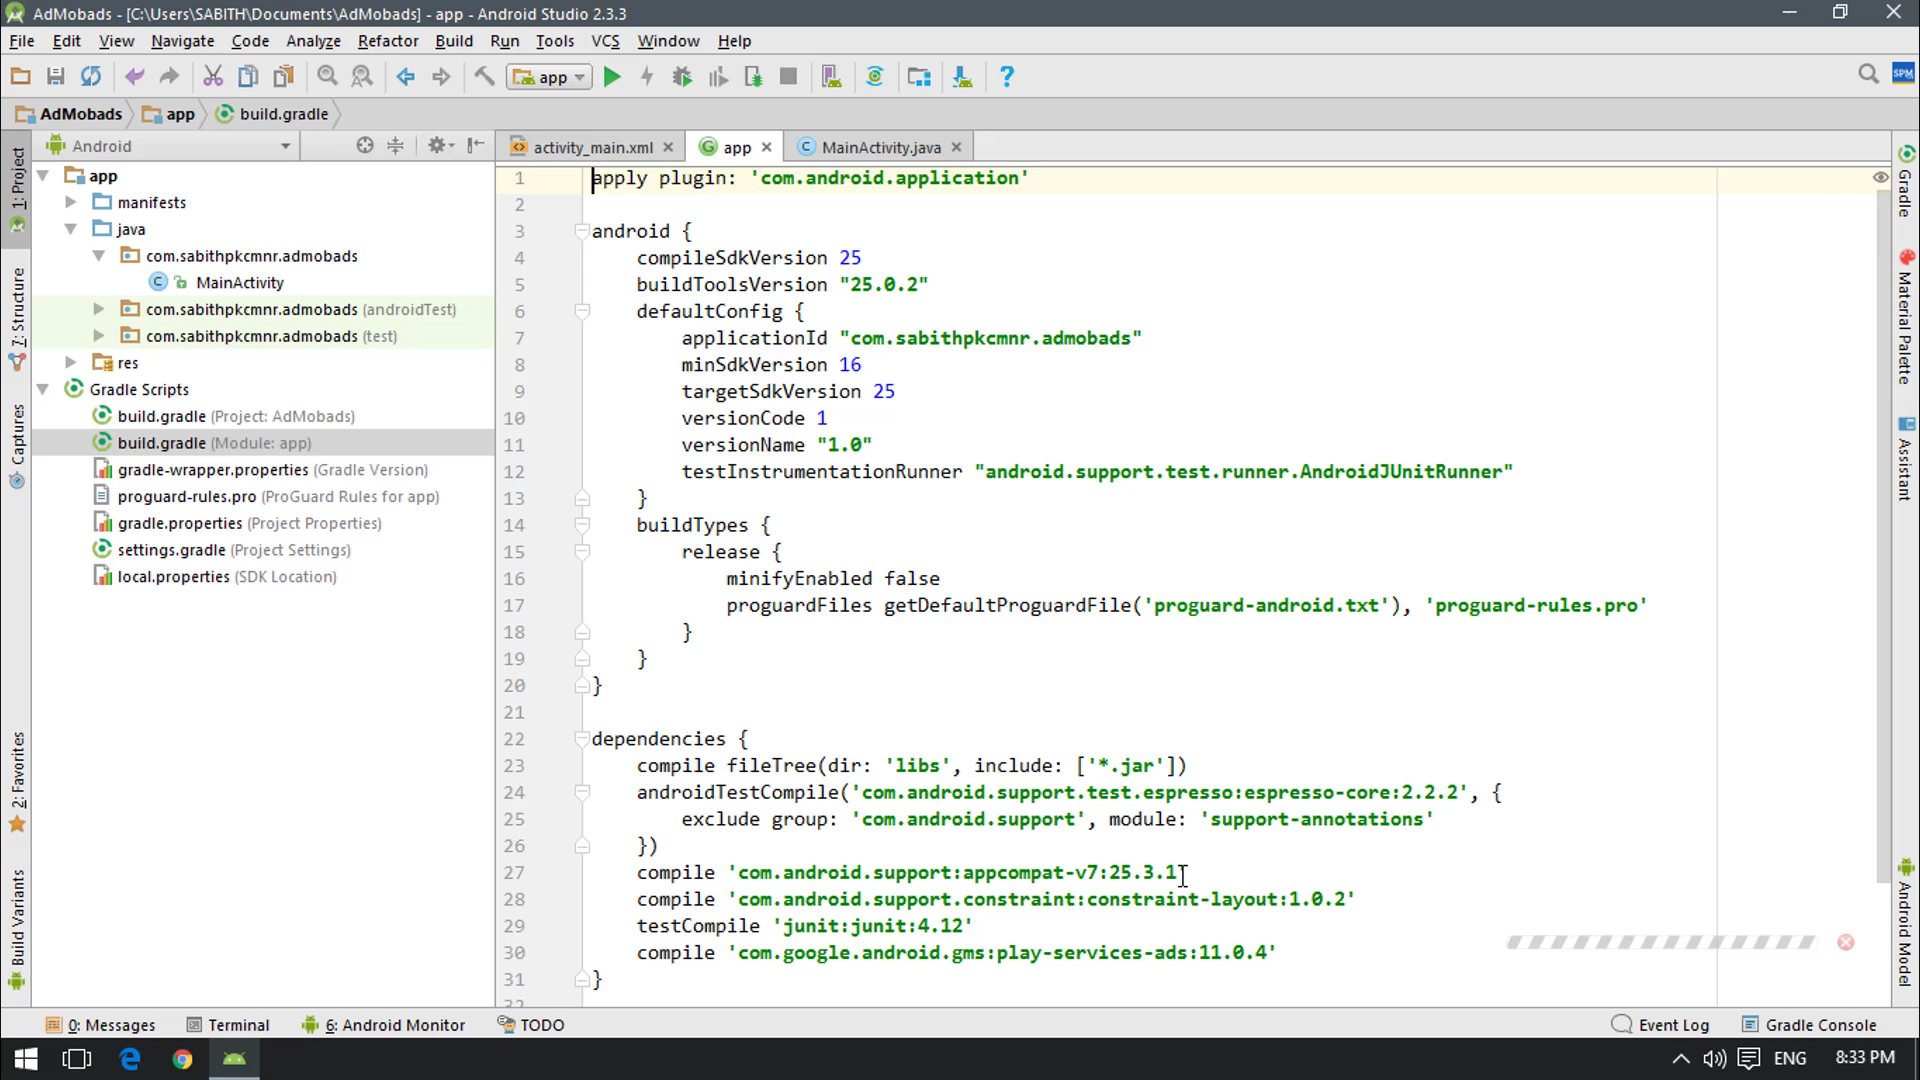 AdMobads - [C:\Users\SABITH\Documents\AdMobads] - app - Android Studio 2.3.3
File Edit View Navigate Code Analyze Refactor Build Run Tools VCS Window Help
app
SPM
AdMobads app build.gradle
Android
activity_main.xml app MainActivity.java
1: Project
7: Structure
Captures
2: Favorites
Build Variants
app
manifests
java
com.sabithpkcmnr.admobads
MainActivity
com.sabithpkcmnr.admobads (androidTest)
com.sabithpkcmnr.admobads (test)
res
Gradle Scripts
build.gradle (Project: AdMobads)
build.gradle (Module: app)
gradle-wrapper.properties (Gradle Version)
proguard-rules.pro (ProGuard Rules for app)
gradle.properties (Project Properties)
settings.gradle (Project Settings)
local.properties (SDK Location)
1 apply plugin: 'com.android.application'
2
3 android {
4 compileSdkVersion 25
5 buildToolsVersion "25.0.2"
6 defaultConfig {
7 applicationId "com.sabithpkcmnr.admobads"
8 minSdkVersion 16
9 targetSdkVersion 25
10 versionCode 1
11 versionName "1.0"
12 testInstrumentationRunner "android.support.test.runner.AndroidJUnitRunner"
13 }
14 buildTypes {
15 release {
16 minifyEnabled false
17 proguardFiles getDefaultProguardFile('proguard-android.txt'), 'proguard-rules.pro'
18 }
19 }
20 }
21
22 dependencies {
23 compile fileTree(dir: 'libs', include: ['*.jar'])
24 androidTestCompile('com.android.support.test.espresso:espresso-core:2.2.2', {
25 exclude group: 'com.android.support', module: 'support-annotations'
26 })
27 compile 'com.android.support:appcompat-v7:25.3.1'
28 compile 'com.android.support.constraint:constraint-layout:1.0.2'
29 testCompile 'junit:junit:4.12'
30 compile 'com.google.android.gms:play-services-ads:11.0.4'
31 }
32
Gradle
Material Palette
Assistant
Android Model
0: Messages Terminal 6: Android Monitor TODO Event Log Gradle Console
ENG 8:33 PM